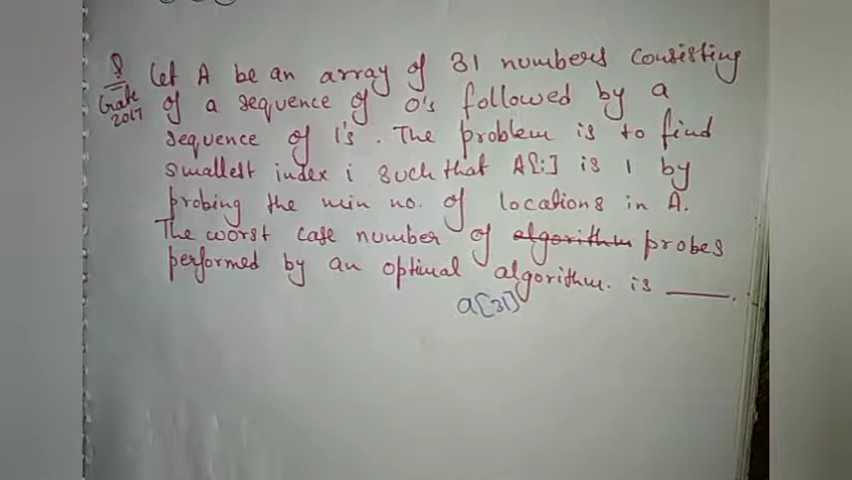 Q Let A be an array of 31 numbers consisting
Gate 2017 of a sequence of 0's followed by a
sequence of 1's. The problem is to find
smallest index i such that A[i] is 1 by
probing the min no. of locations in A.
The worst case number of algorithm probes
performed by an optimal algorithm. is ____.
a[31]